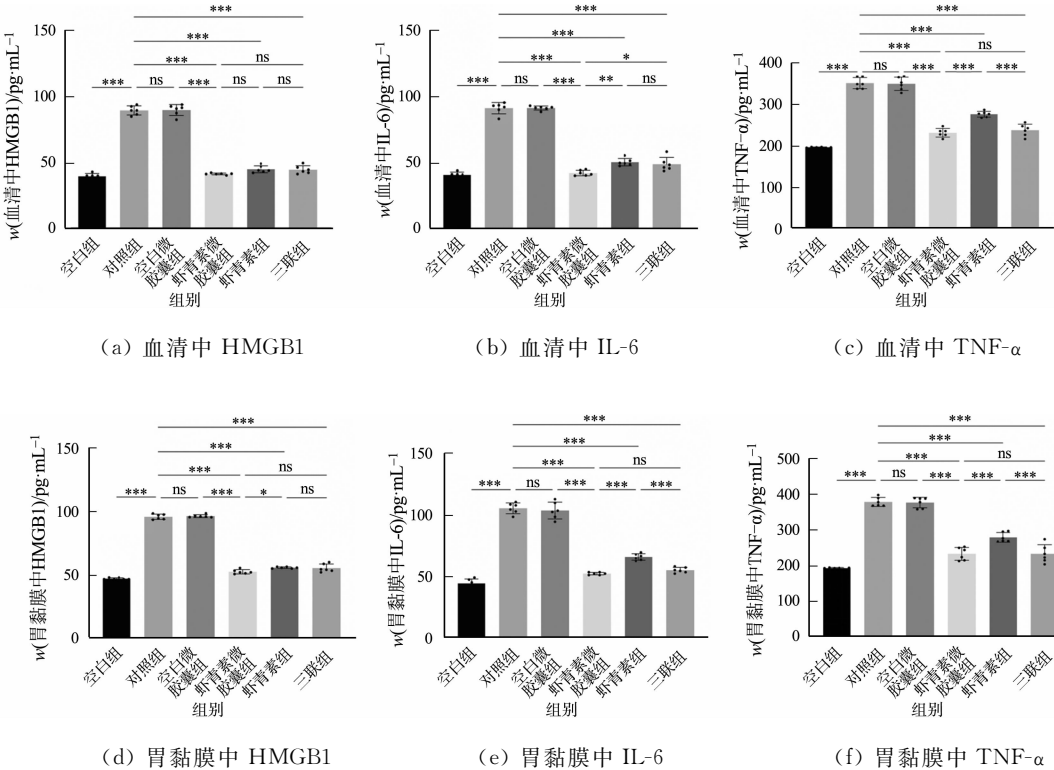 ***
***
***
ns
***
ns
***
ns
ns
150
100
50
0
w(血清中HMGB1)/pg·mL⁻¹
空白组
对照组
空白微
胶囊组
虾青素微
胶囊组
虾青素组
三联组
组别
(a) 血清中 HMGB1
***
***
***
*
***
ns
***
**
ns
150
100
50
0
w(血清中IL-6)/pg·mL⁻¹
空白组
对照组
空白微
胶囊组
虾青素微
胶囊组
虾青素组
三联组
组别
(b) 血清中 IL-6
***
***
***
ns
***
ns
***
***
***
400
300
200
200
0
w(血清中TNF-α)/pg·mL⁻¹
空白组
对照组
空白微
胶囊组
虾青素微
胶囊组
虾青素组
三联组
组别
(c) 血清中 TNF-α
***
***
***
ns
***
ns
***
*
ns
150
100
50
0
w(胃黏膜中HMGB1)/pg·mL⁻¹
空白组
对照组
空白微
胶囊组
虾青素微
胶囊组
虾青素组
三联组
组别
(d) 胃黏膜中 HMGB1
***
***
***
ns
***
ns
***
***
***
150
100
50
0
w(胃黏膜中IL-6)/pg·mL⁻¹
空白组
对照组
空白微
胶囊组
虾青素微
胶囊组
虾青素组
三联组
组别
(e) 胃黏膜中 IL-6
***
***
***
ns
***
ns
***
***
***
500
400
300
200
100
0
w(胃黏膜中TNF-α)/pg·mL⁻¹
空白组
对照组
空白微
胶囊组
虾青素微
胶囊组
虾青素组
三联组
组别
(f) 胃黏膜中 TNF-α